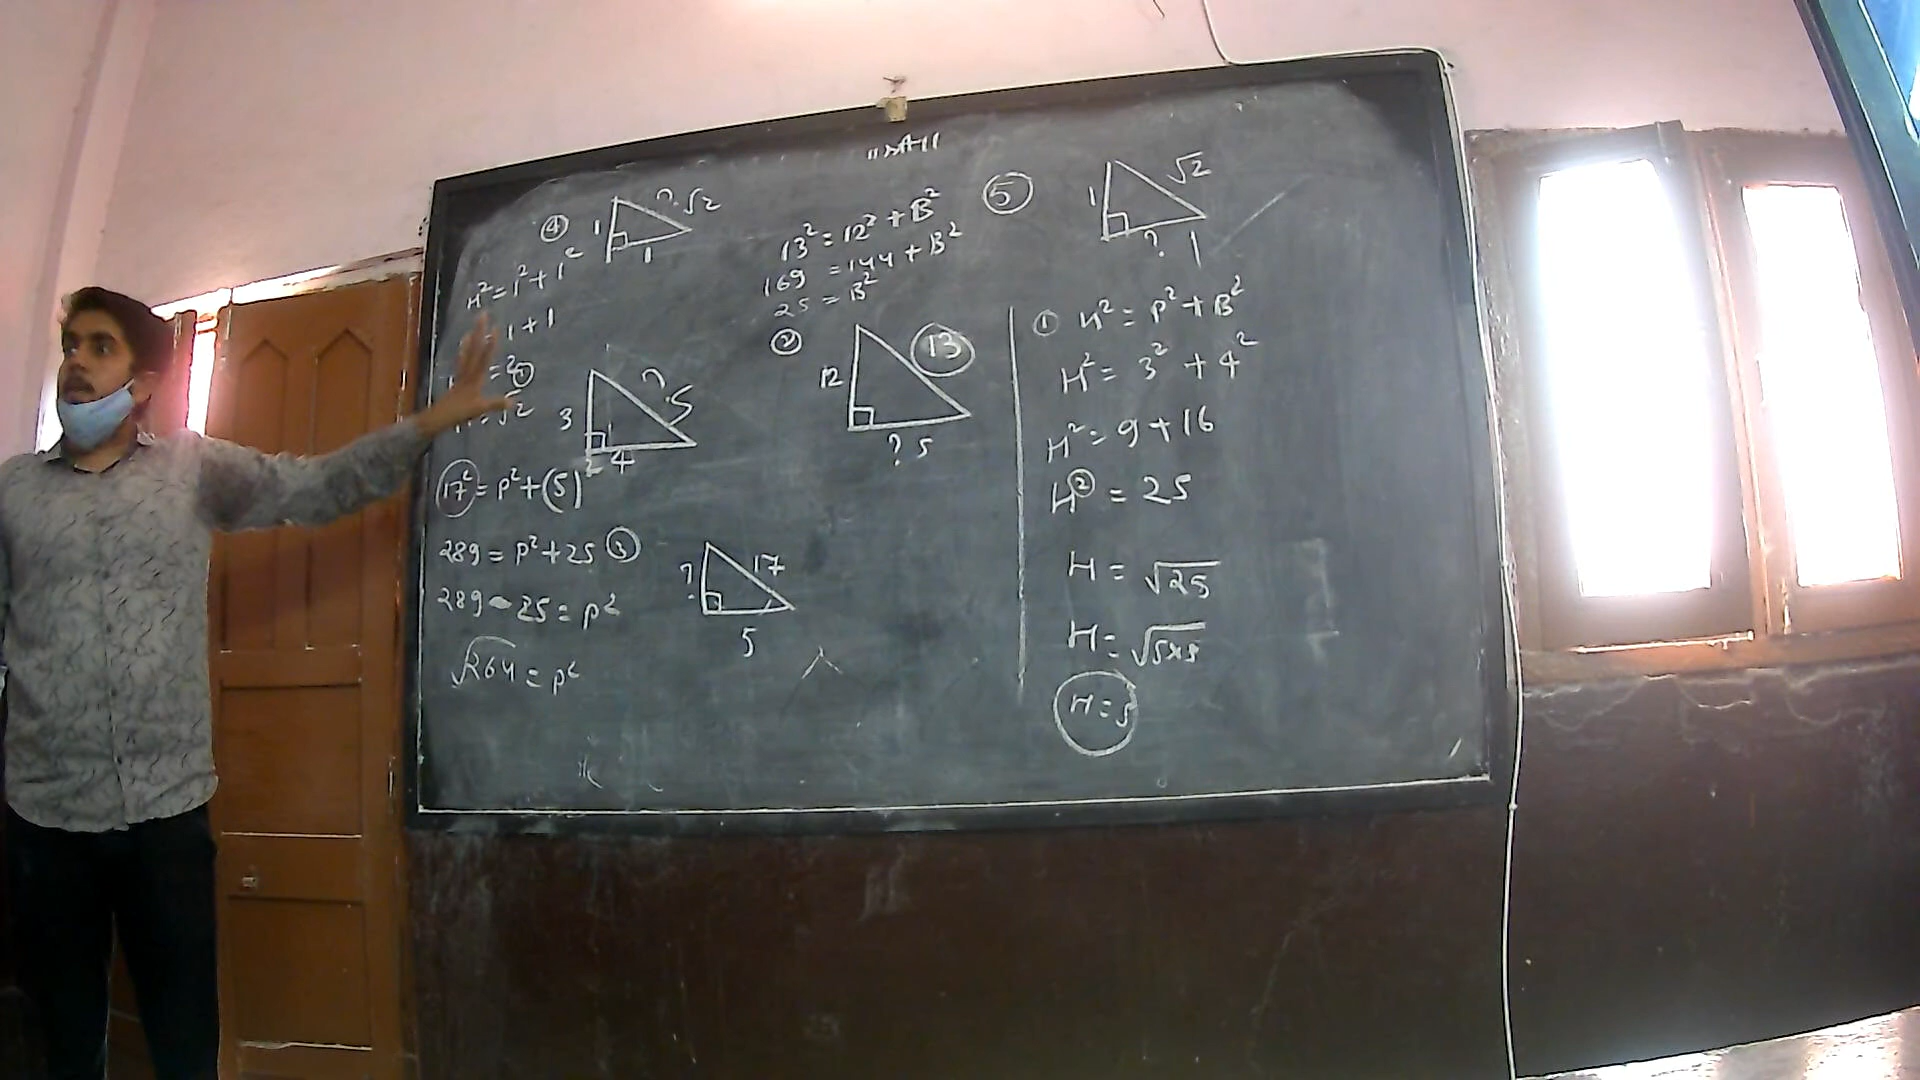 ④ 1 ? √2
1
H² = 1² + 1²
= 1 + 1
= 2
= √2
① 3 ? 5
4
17² = P² + (5)²
289 = P² + 25
289 - 25 = P²
√264 = P²
③ ? 17
5
13² = 12² + B²
169 = 144 + B²
25 = B²
② 12 13
? 5
⑤ 1 √2
? 1
① H² = P² + B²
H² = 3² + 4²
H² = 9 + 16
H² = 25
H = √25
H = √5×5
H = 5